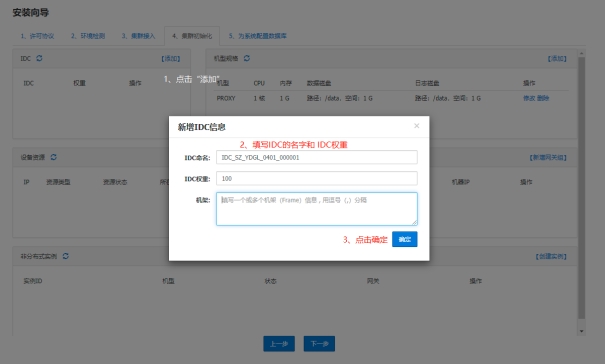 安装向导
1、许可协议 2、环境检测 3、集群接入 4、集群初始化 5、为系统配置数据库
IDC 【添加】 机型规格 【添加】
1、点击“添加”
IDC 权重 操作 机型 CPU 内存 数据磁盘 日志磁盘 操作
PROXY 1 核 1 G 路径：/data，空间：1 G 路径：/data，空间：1 G 修改 删除
新增IDC信息 ×
2、填写IDC的名字和 IDC权重
IDC命名: IDC_SZ_YDGL_0401_000001
设备资源 【新增网关组】
IDC权重: 100
IP 资源类型 资源状态 机器IP 操作
机架: 填写一个或多个机架（Frame）信息，用逗号（,）分隔
3、点击确定 确定
非分布式实例 【创建实例】
实例ID 机型 状态 网关 操作
上一步 下一步